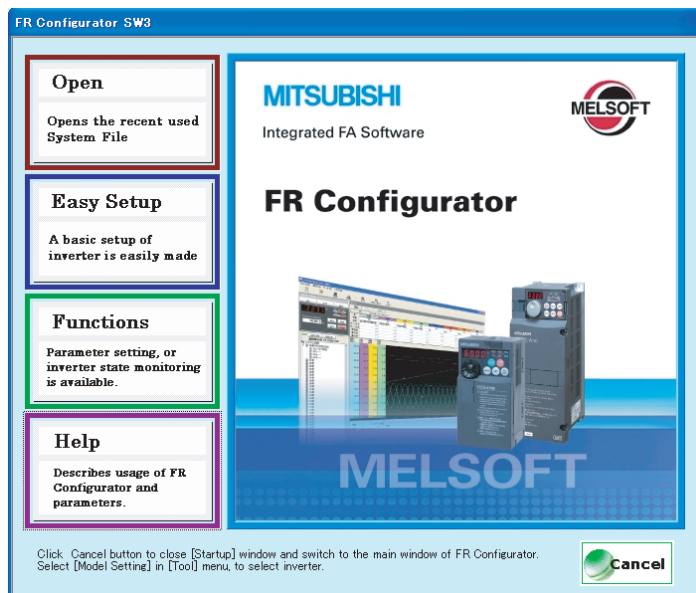 FR Configurator SW3
Open
Opens the recent used
System File
Easy Setup
A basic setup of
inverter is easily made
Functions
Parameter setting, or
inverter state monitoring
is available.
Help
Describes usage of FR
Configurator and
parameters.
MITSUBISHI
MELSOFT
Integrated FA Software
FR Configurator
MELSOFT
Click Cancel button to close [Startup] window and switch to the main window of FR Configurator.
Select [Model Setting] in [Tool] menu, to select inverter.
Cancel